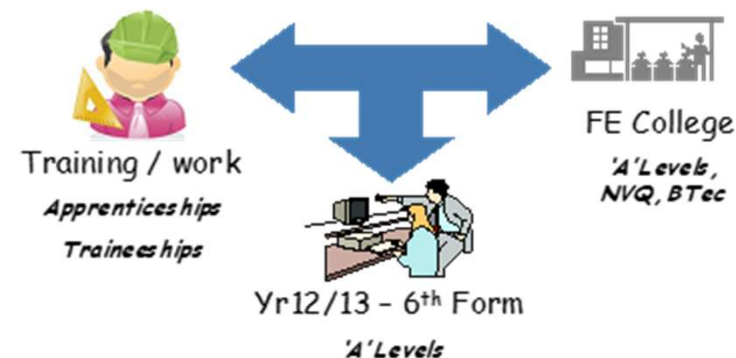 Training / work
Apprenticeships
Traineeships
FE College
'A' Levels,
NVQ, BTec
Yr12/13 – 6th Form
'A' Levels